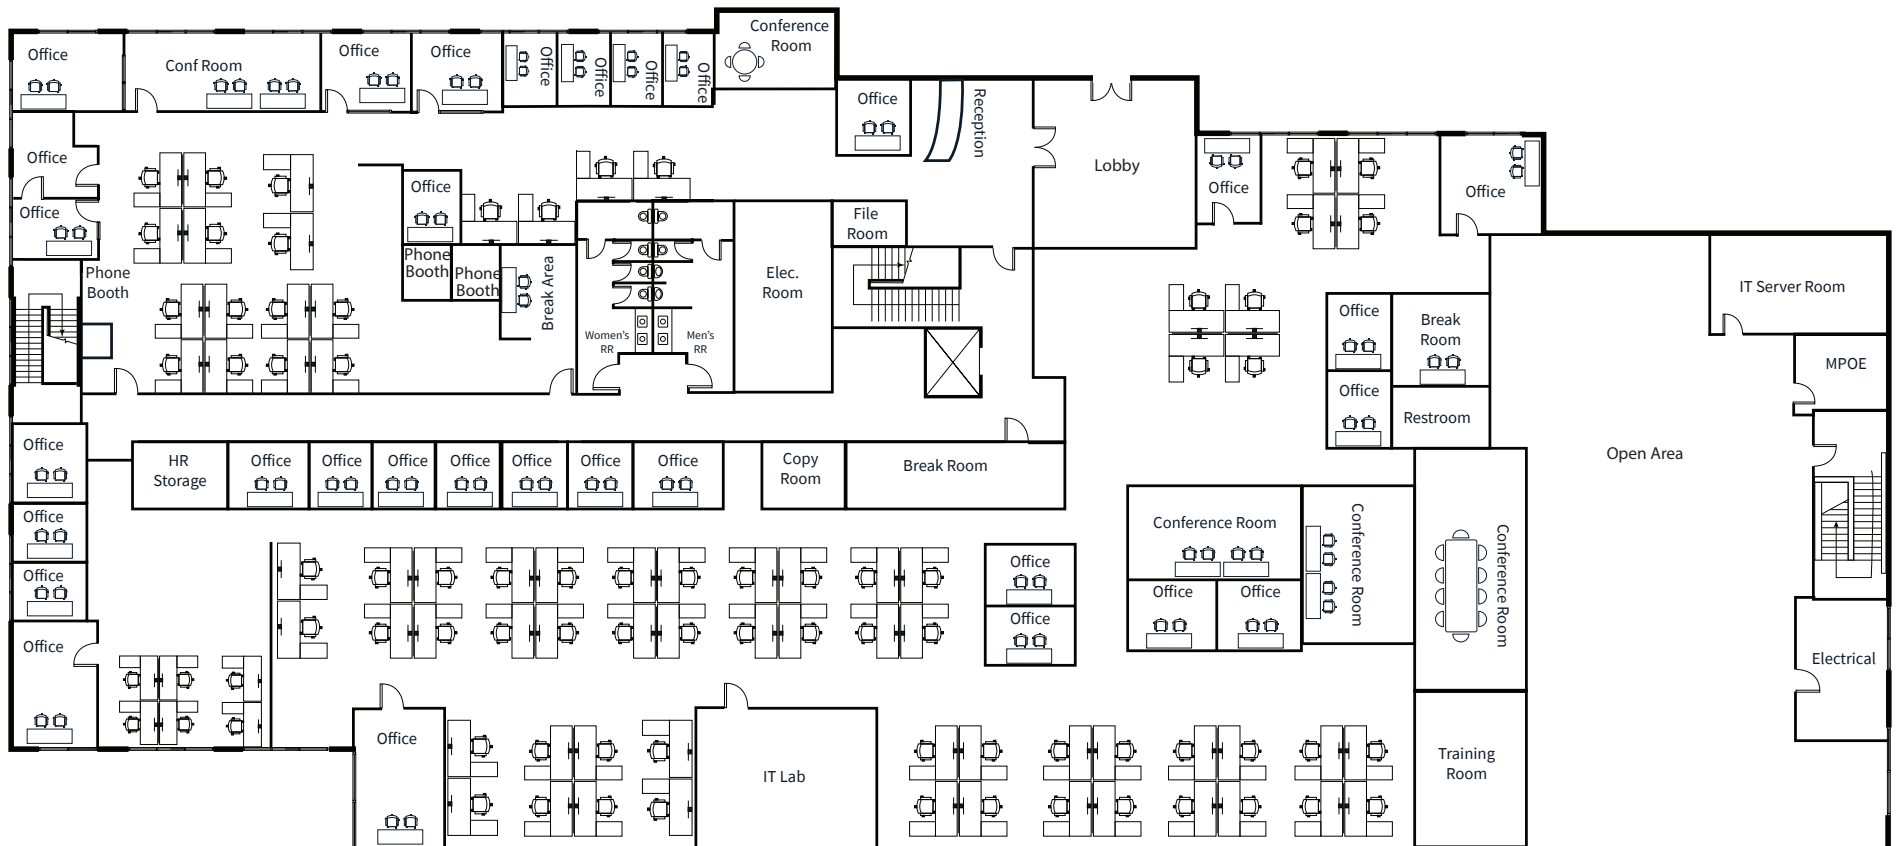 Office
Conf Room
Office
Office
Office
Office
Office
Office
Conference
Room
Office
Reception
Lobby
Office
Office
Office
Office
Office
File
Room
Phone
Booth
Phone
Booth
Phone
Booth
Break Area
Women's
RR
Men's
RR
Elec.
Room
Office
Break
Room
Office
Restroom
IT Server Room
MPOE
Open Area
Office
HR
Storage
Office
Office
Office
Office
Office
Office
Office
Copy
Room
Break Room
Office
Office
Office
Office
Office
Conference Room
Office
Office
Conference Room
Conference Room
Electrical
Office
IT Lab
Training
Room